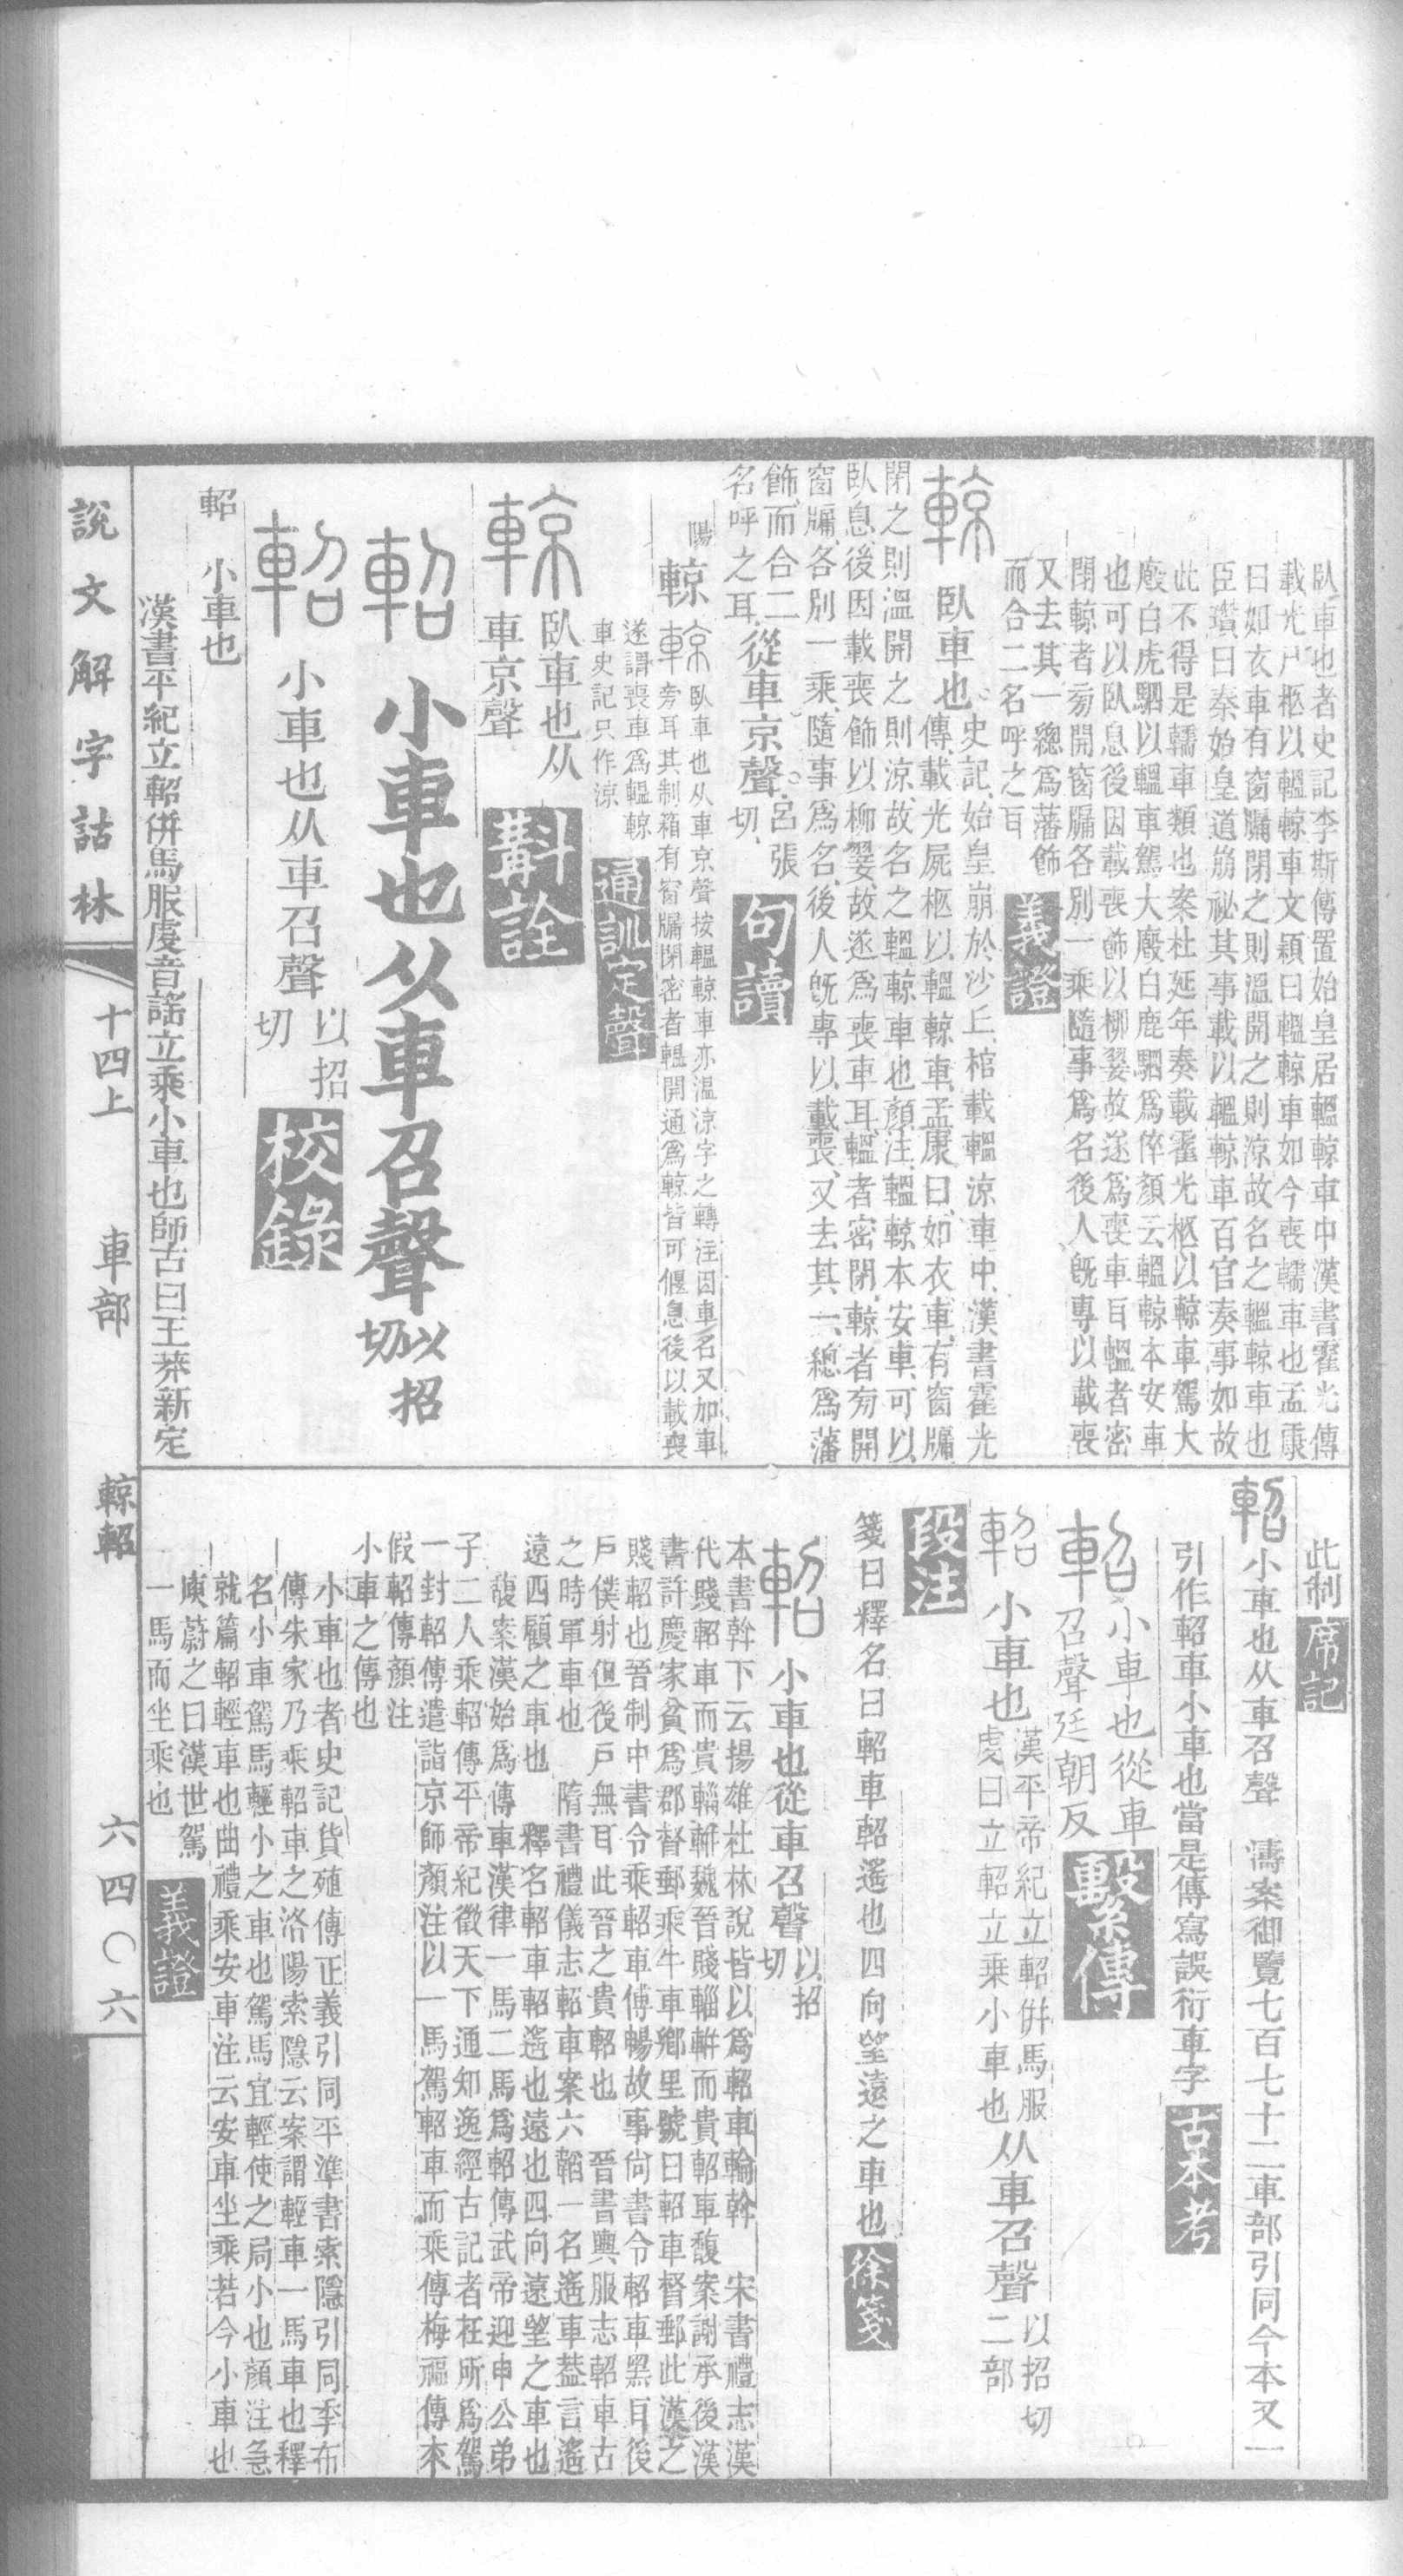 臥車也者史記李斯傳置始皇居轀輬車中漢書霍光傳
載光尸柩以轀輬車文穎曰轀輬車如今喪轜車也孟康
曰如衣車有窗牖閉之則溫開之則涼故名之轀輬車也
臣瓚曰秦始皇道崩祕其事載以轀輬車百官奏事如故
此不得是轜車類也案杜延年奏載霍光柩以輬車駕大
廄白虎駟以轀車駕大廄白鹿駟爲倅顏云轀輬本安車
也可以臥息後因載喪飾以柳翣故遂爲喪車耳轀者密
閉輬者旁開窗牖各別一乘隨事爲名後人旣專以載喪
又去其一總爲藩飾
而合二名呼之耳
義證
輬 臥車也
史記始皇崩於沙丘棺載轀涼車中漢書霍光
傳載光屍柩以轀輬車孟康曰如衣車有窗牖
閉之則溫開之則涼故名之轀輬車也顏注轀輬本安車可以
臥息後因載喪飾以柳翣故遂爲喪車耳轀者密閉輬者旁開
窗牖各別一乘隨事爲名後人旣專以載喪又去其一總爲藩
飾而合二
名呼之耳
從車京聲
呂張
切
句讀
陽
輬
輬臥車也从車京聲按轀輬車亦温涼字之轉注因車名又加車
旁耳其制箱有窗牖閉密者轀開通爲輬皆可偃息後以載喪
遂謂喪車爲轀輬
車史記只作涼
通訓定聲
輬
臥車也从
車京聲
斠詮
軺 小車也从車召聲
以招
切
軺 小車也从車召聲
以招
切
校錄
軺 小車也
漢書平紀立軺併馬服虔音謠立乘小車也師古曰王莽新定
此制
席記
軺小車也从車召聲 濤案御覽七百七十二車部引同今本又一
引作軺車小車也當是傳寫誤衍車字
古本考
軺
小車也從車
召聲廷朝反
繫傳
軺 小車也
漢平帝紀立軺併馬服
虔曰立軺立乘小車也
从車召聲
以招切
二部
段注
箋曰釋名曰軺車軺遙也四向望遠之車也
徐箋
軺 小車也從車召聲
以招
切
本書斡下云揚雄杜林說皆以爲軺車輪斡 宋書禮志漢
代賤軺車而貴輜軿魏晉賤輜軿而貴軺車馥案謝承後漢
書許慶家貧爲郡督郵乘牛車鄉里號曰軺車督郵此漢之
賤軺也晉制中書令乘軺車傅暢故事尙書令軺車黑耳後
戶僕射但後戶無耳此晉之貴軺也 晉書輿服志軺車古
之時軍車也 隋書禮儀志軺車案六韜一名遙車蓋言遙
遠四顧之車也 釋名軺車軺遙也遠也四向遠望之車也
馥案漢始爲傳車漢律一馬二馬爲軺傳武帝迎申公弟
子二人乘軺傳平帝紀徵天下通知逸經古記者在所爲駕
一封軺傳遣詣京師顏注以一馬駕軺車而乘傳梅福傳求
假軺傳顏注
小車之傳也
小車也者史記貨殖傳正義引同平準書索隱引同季布
傳朱家乃乘軺車之洛陽索隱云案謂輕車一馬車也釋
名小車駕馬輕小之車也駕馬宜輕使之局小也顏注急
就篇軺輕車也曲禮乘安車注云安車坐乘若今小車也
庾蔚之曰漢世駕
一馬而坐乘也
義證
說文解字詁林
十四上
車部
輬軺
六四〇六